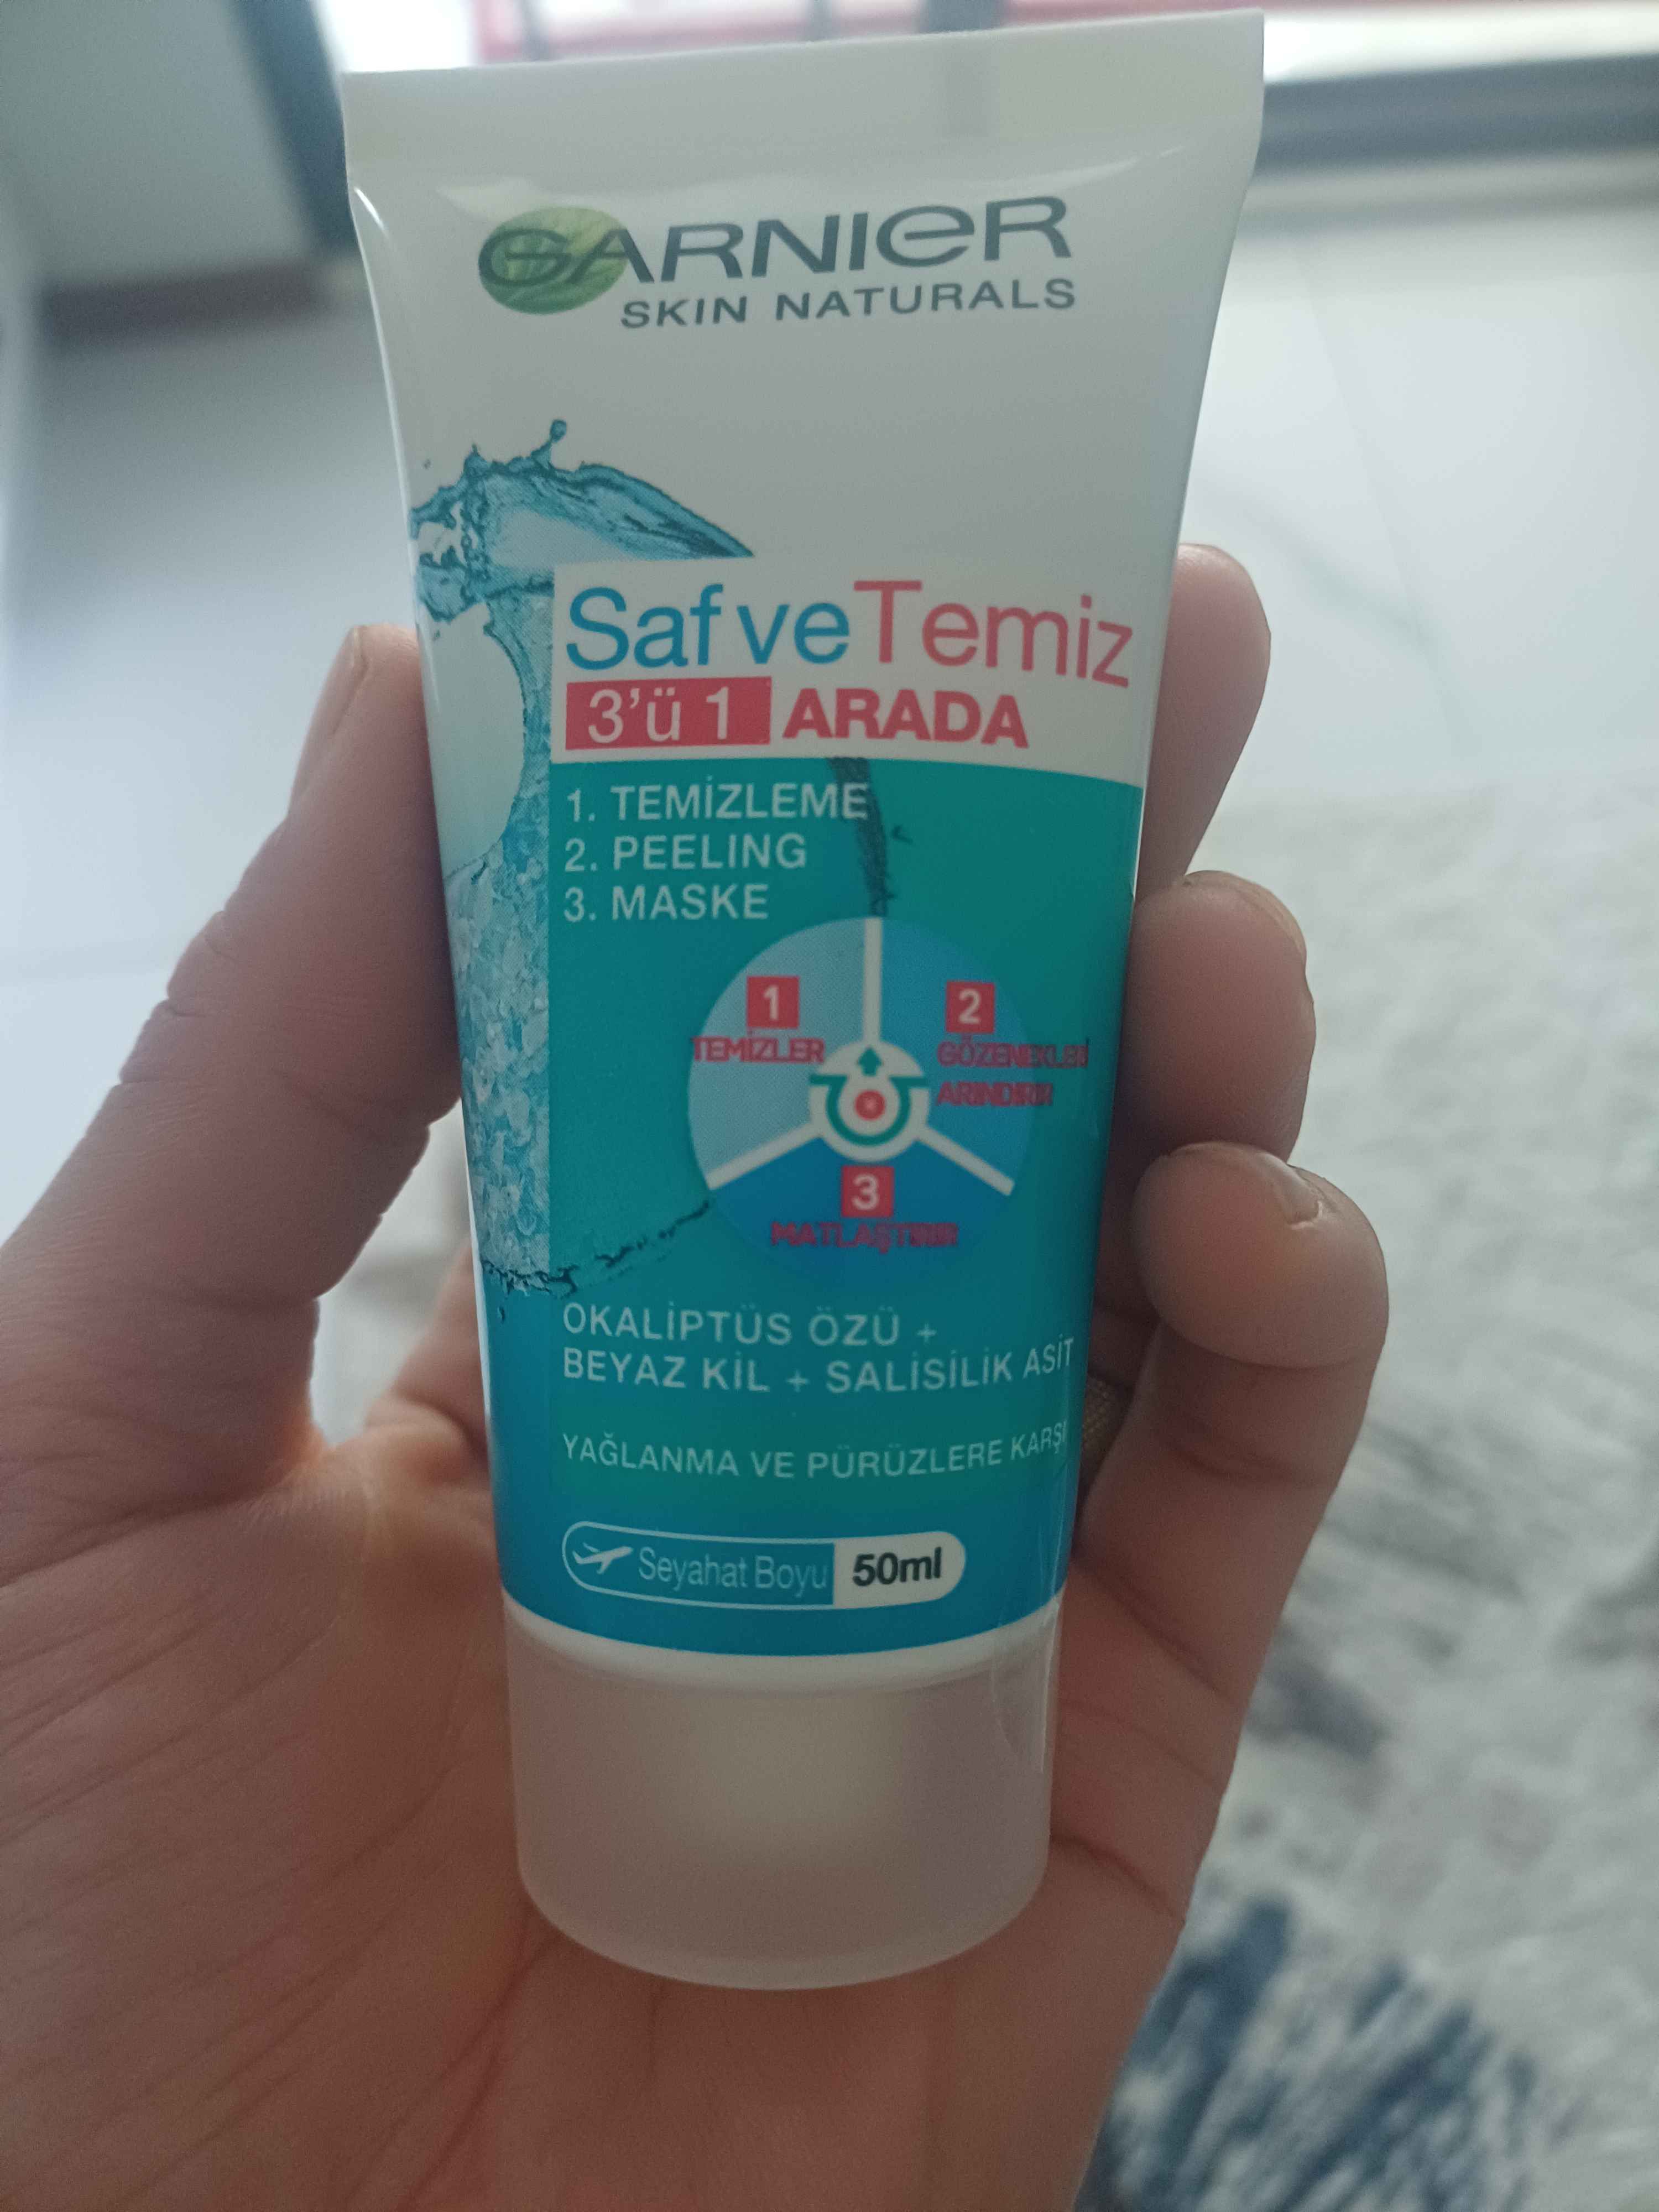 GARNIER
SKIN NATURALS
Saf ve Temiz
3'ü 1 ARADA
1. TEMİZLEME
2. PEELING
3. MASKE
1
TEMİZLER
2
GÖZENEKLERİ
ARINDIRIR
3
MATLAŞTIRIR
OKALİPTÜS ÖZÜ +
BEYAZ KİL + SALİSİLİK ASİT
YAĞLANMA VE PÜRÜZLERE KARŞI
Seyahat Boyu 50ml